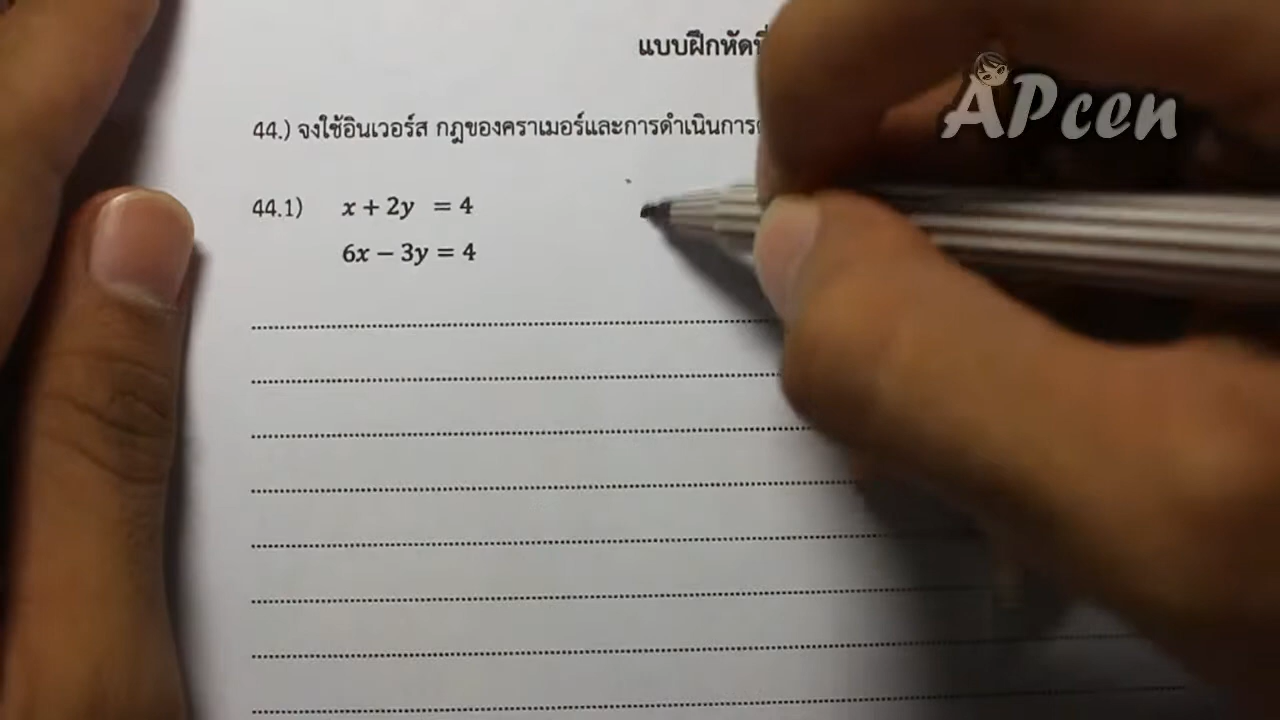 แบบฝึกหัดที่
APcen
44.) จงใช้อินเวอร์ส กฎของคราเมอร์และการดำเนินการ
44.1) x + 2y = 4
6x − 3y = 4